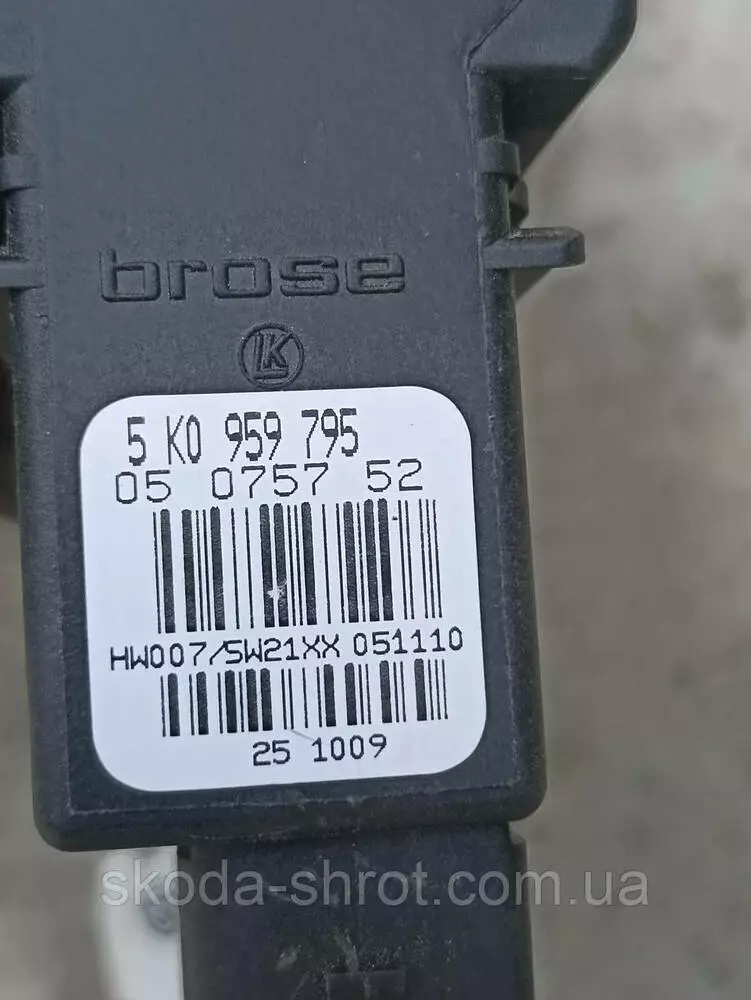 brose
LK
5 K0 959 795
05 0757 52
HW007/SW21XX 051110
25 1009
skoda-shrot.com.ua